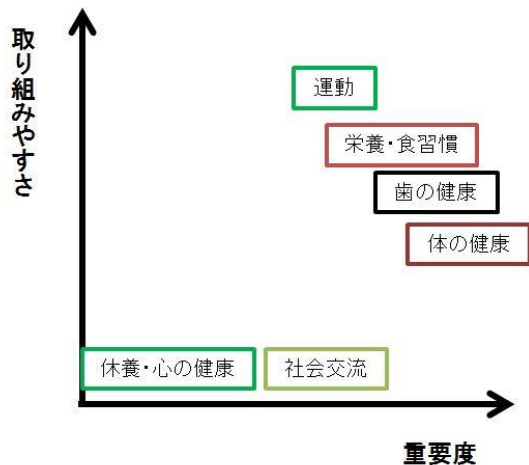 取り組みやすさ
運動
栄養・食習慣
歯の健康
体の健康
休養・心の健康
社会交流
重要度